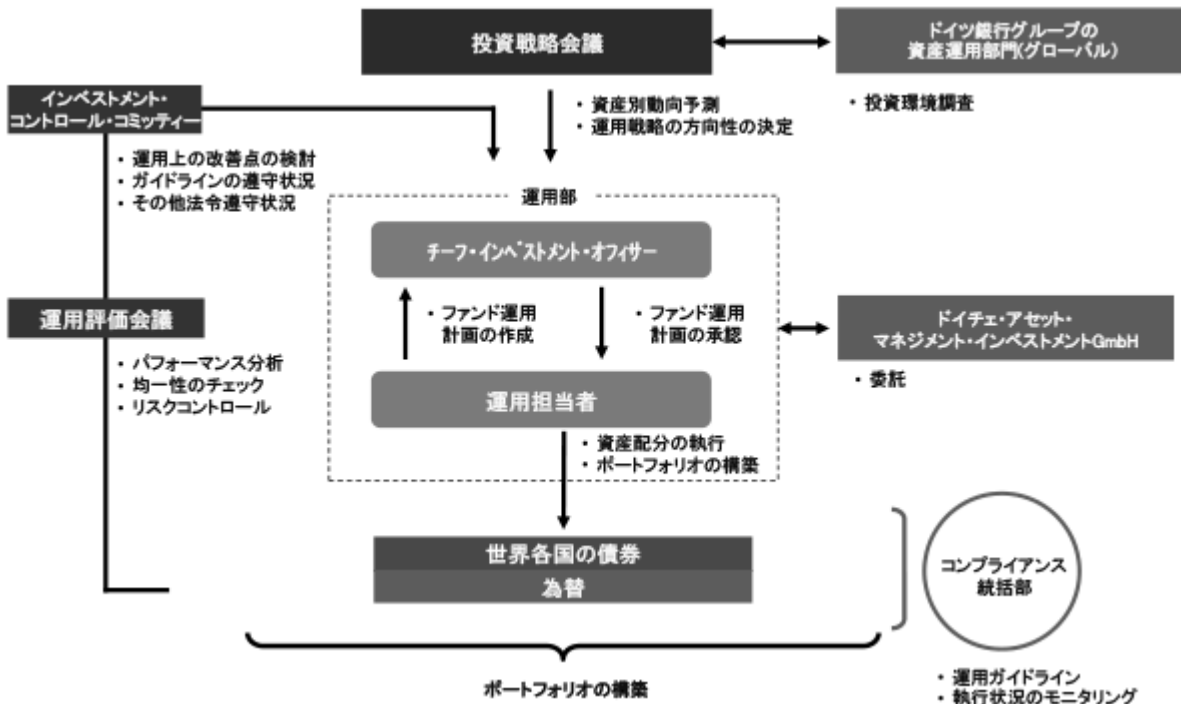 投資戦略会議
ドイツ銀行グループの
資産運用部門(グローバル)
・投資環境調査
・資産別動向予測
・運用戦略の方向性の決定
インベストメント・
コントロール・コミッティー
・運用上の改善点の検討
・ガイドラインの遵守状況
・その他法令遵守状況
運用部
チーフ・インベストメント・オフィサー
・ファンド運用
計画の作成
・ファンド運用
計画の承認
運用評価会議
・パフォーマンス分析
・均一性のチェック
・リスクコントロール
ドイチェ・アセット・
マネジメント・インベストメントGmbH
・委託
運用担当者
・資産配分の執行
・ポートフォリオの構築
世界各国の債券
為替
コンプライアンス
統括部
ポートフォリオの構築
・運用ガイドライン
・執行状況のモニタリング